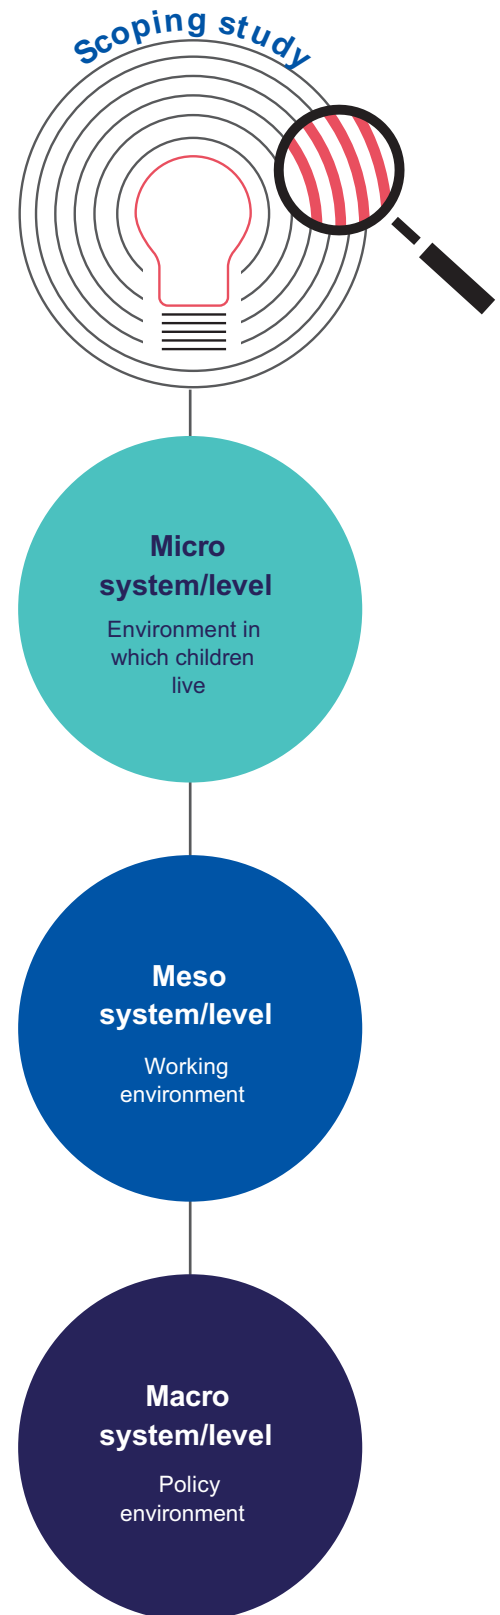 Scoping study
Micro
system/level
Environment in
which children
live
Meso
system/level
Working
environment
Macro
system/level
Policy
environment